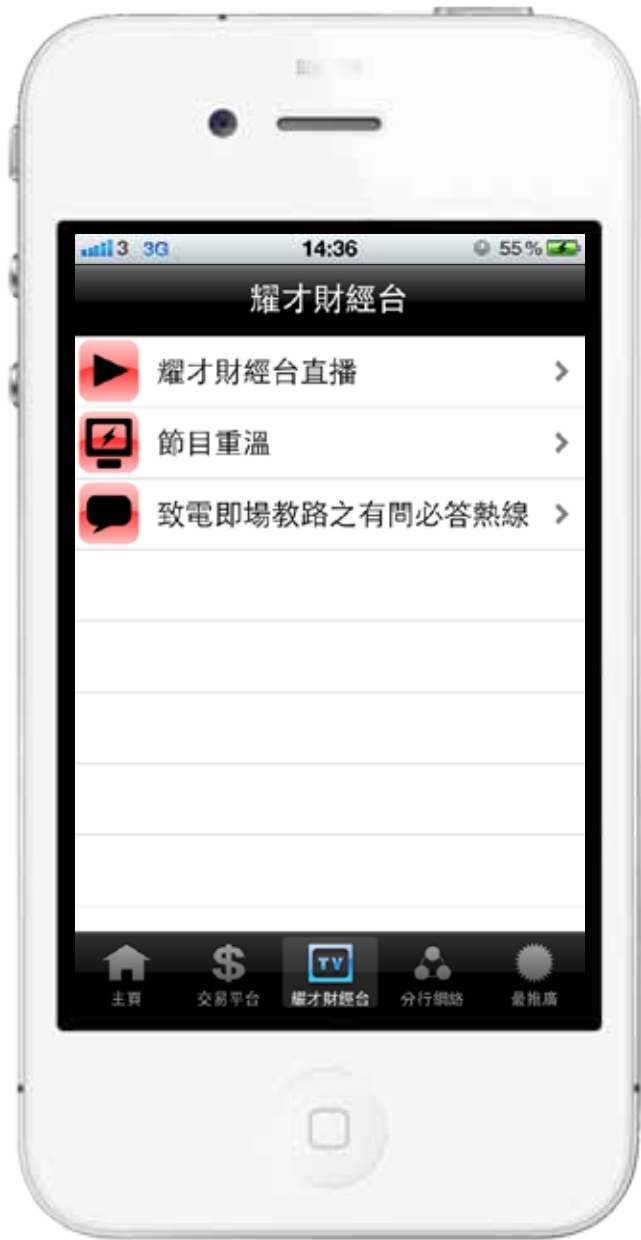 3 3G 14:36 55%
耀才財經台
耀才財經台直播
節目重溫
致電即場教路之有問必答熱線
TV
主頁 交易平台 耀才財經台 分行網絡 最推廣